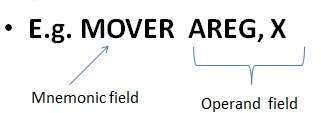 • E.g. MOVER AREG, X
Mnemonic field
Operand field